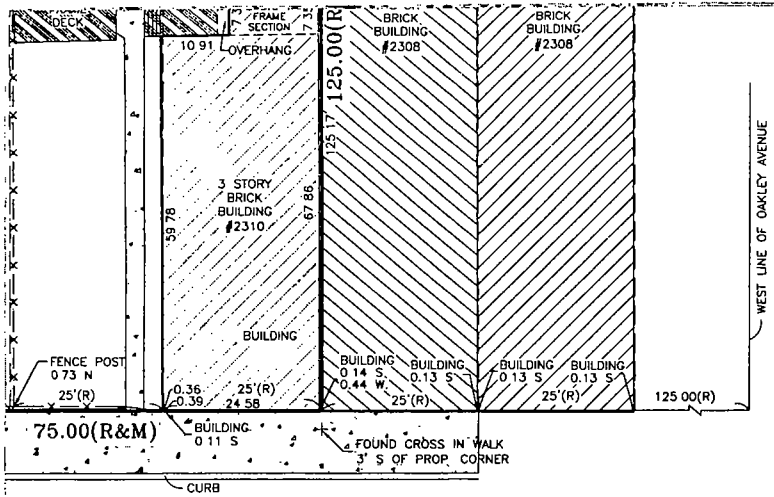 DECK
FRAME
SECTION
7.35
10 91
OVERHANG
125.00(R
125 17
BRICK
BUILDING
#2308
BRICK
BUILDING
#2308
3 STORY
BRICK
BUILDING
#2310
59 78
67 86
WEST LINE OF OAKLEY AVENUE
BUILDING
FENCE POST
0 73 N
25'(R)
0.36
0.39
25'(R)
24 58
BUILDING
0 14 S
0.44 W
BUILDING
0.13 S
25'(R)
BUILDING
0.13 S
BUILDING
0.13 S
25'(R)
125 00(R)
75.00(R&M)
BUILDING
0 11 S
FOUND CROSS IN WALK
3' S OF PROP. CORNER
CURB